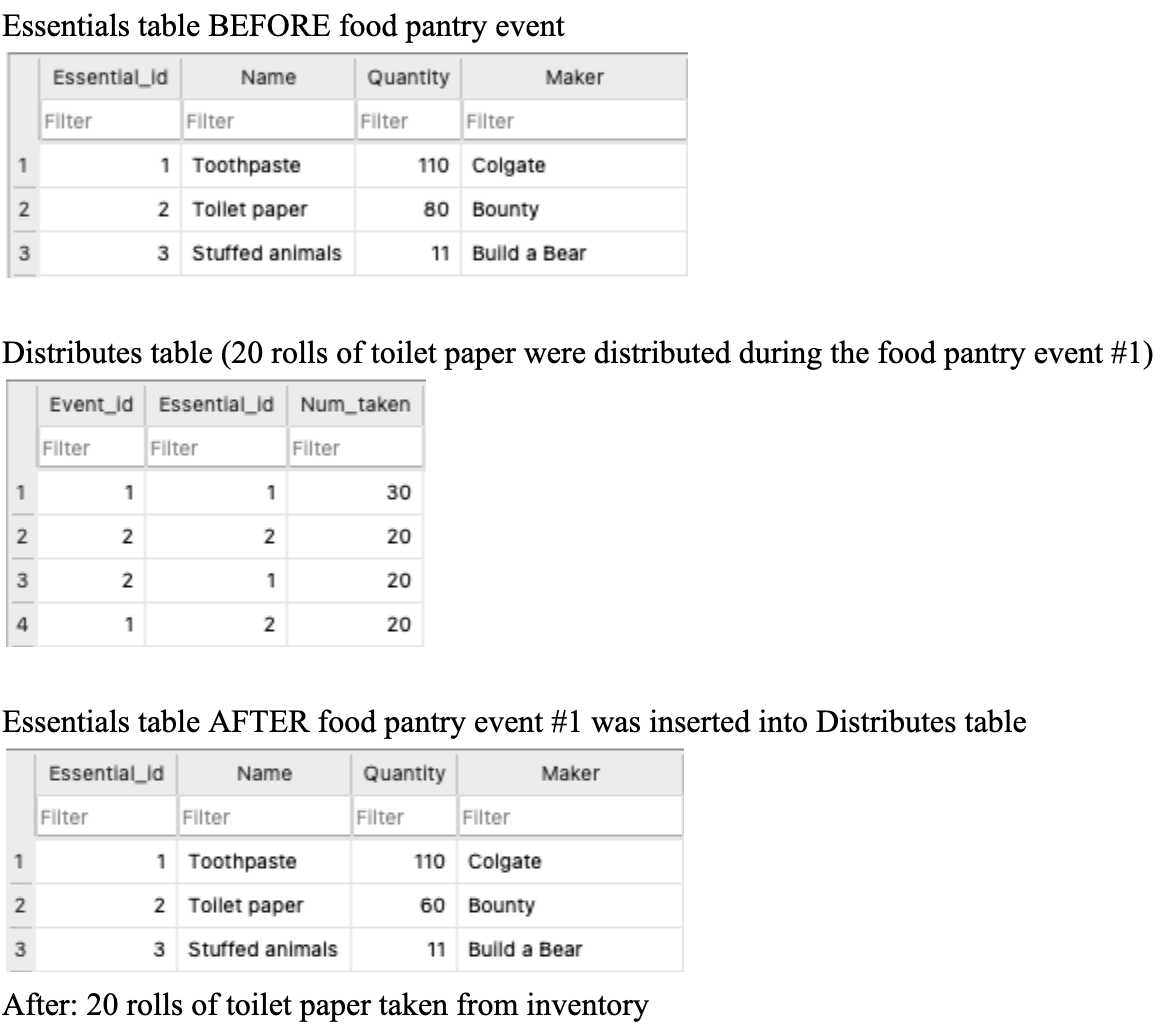 Essentials table BEFORE food pantry event
Essential_id Name Quantity Maker
Filter Filter Filter Filter
1 1 Toothpaste 110 Colgate
2 2 Toilet paper 80 Bounty
3 3 Stuffed animals 11 Build a Bear
Distributes table (20 rolls of toilet paper were distributed during the food pantry event #1)
Event_id Essential_id Num_taken
Filter Filter Filter
1 1 1 30
2 2 2 20
3 2 1 20
4 1 2 20
Essentials table AFTER food pantry event #1 was inserted into Distributes table
Essential_id Name Quantity Maker
Filter Filter Filter Filter
1 1 Toothpaste 110 Colgate
2 2 Toilet paper 60 Bounty
3 3 Stuffed animals 11 Build a Bear
After: 20 rolls of toilet paper taken from inventory